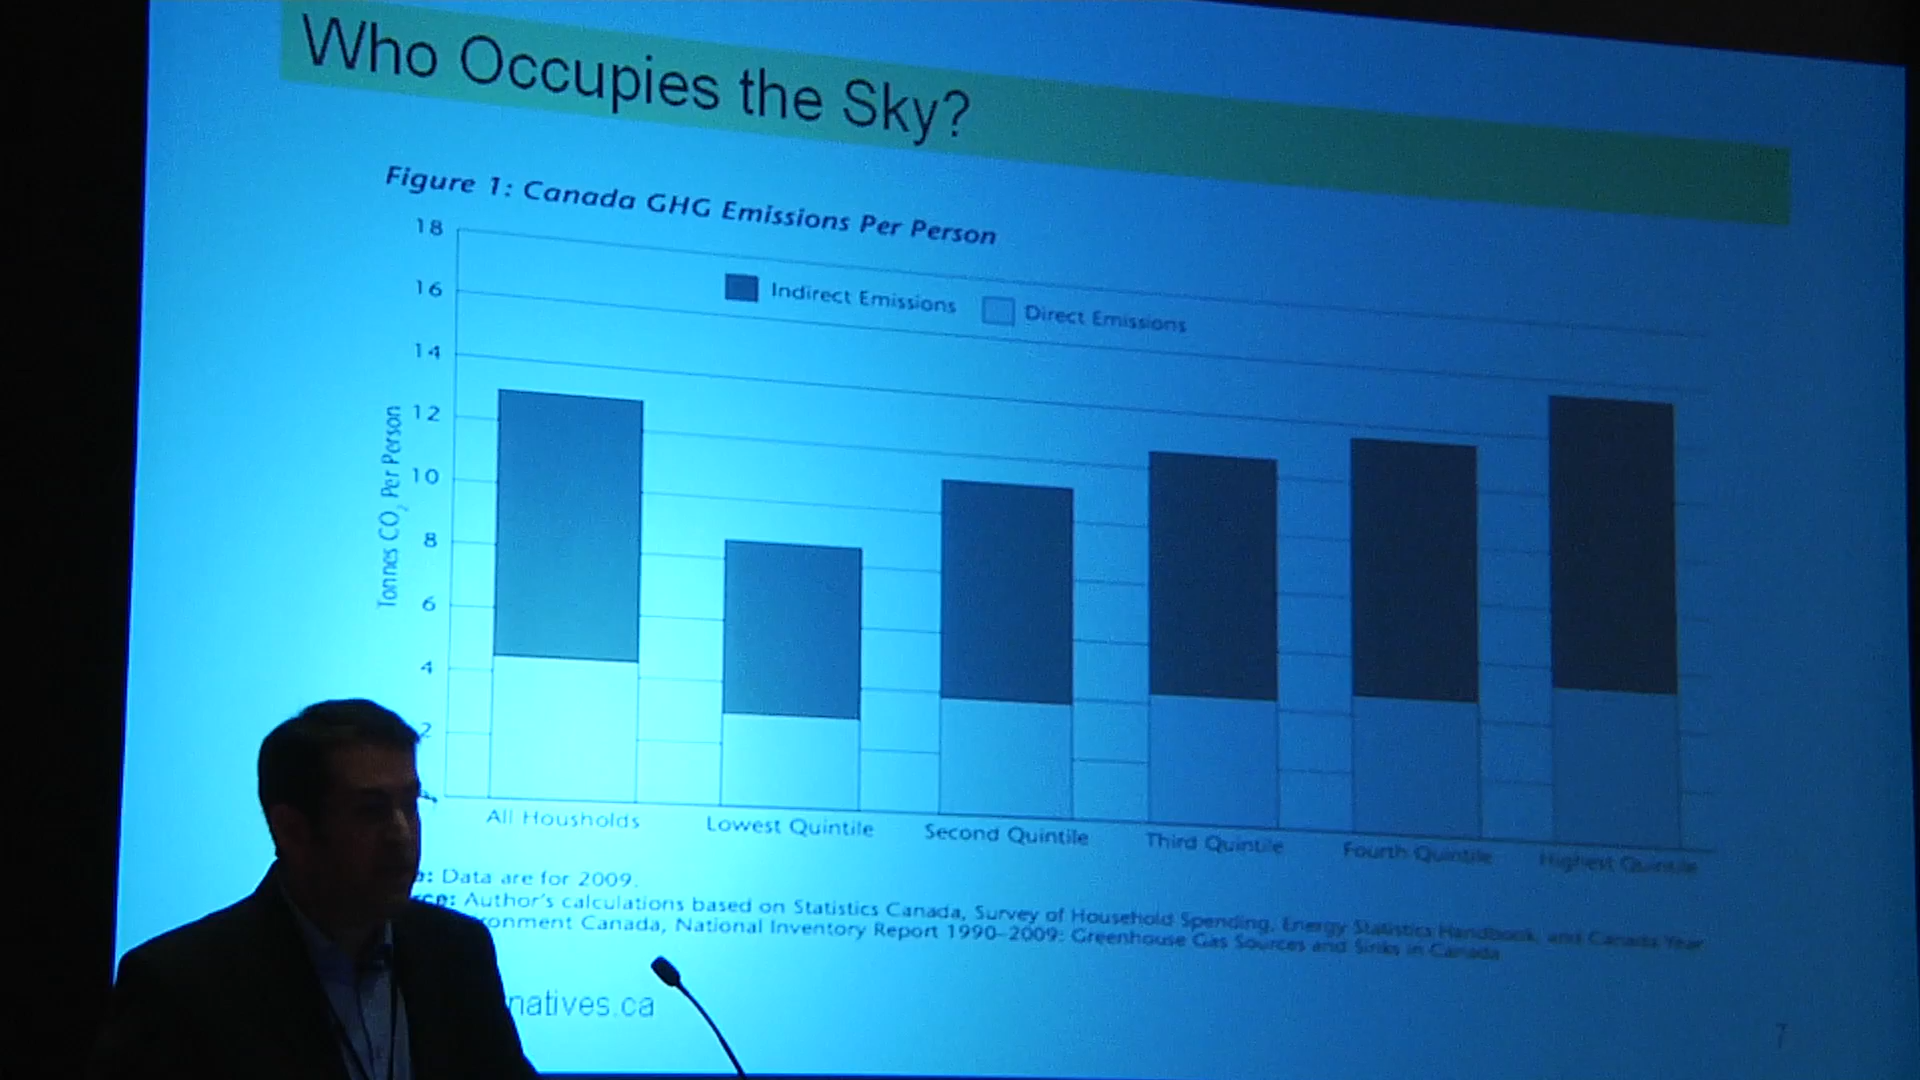 Who Occupies the Sky?
Figure 1: Canada GHG Emissions Per Person
18
16
14
12
10
8
6
4
2
Tonnes CO2 Per Person
Indirect Emissions
Direct Emissions
All Housholds
Lowest Quintile
Second Quintile
Third Quintile
Fourth Quintile
Highest Quintile
: Data are for 2009.
: Author's calculations based on Statistics Canada, Survey of Household Spending, Energy Statistics Handbook, and Canada Year
onment Canada, National Inventory Report 1990–2009: Greenhouse Gas Sources and Sinks in Canada
natives.ca
7